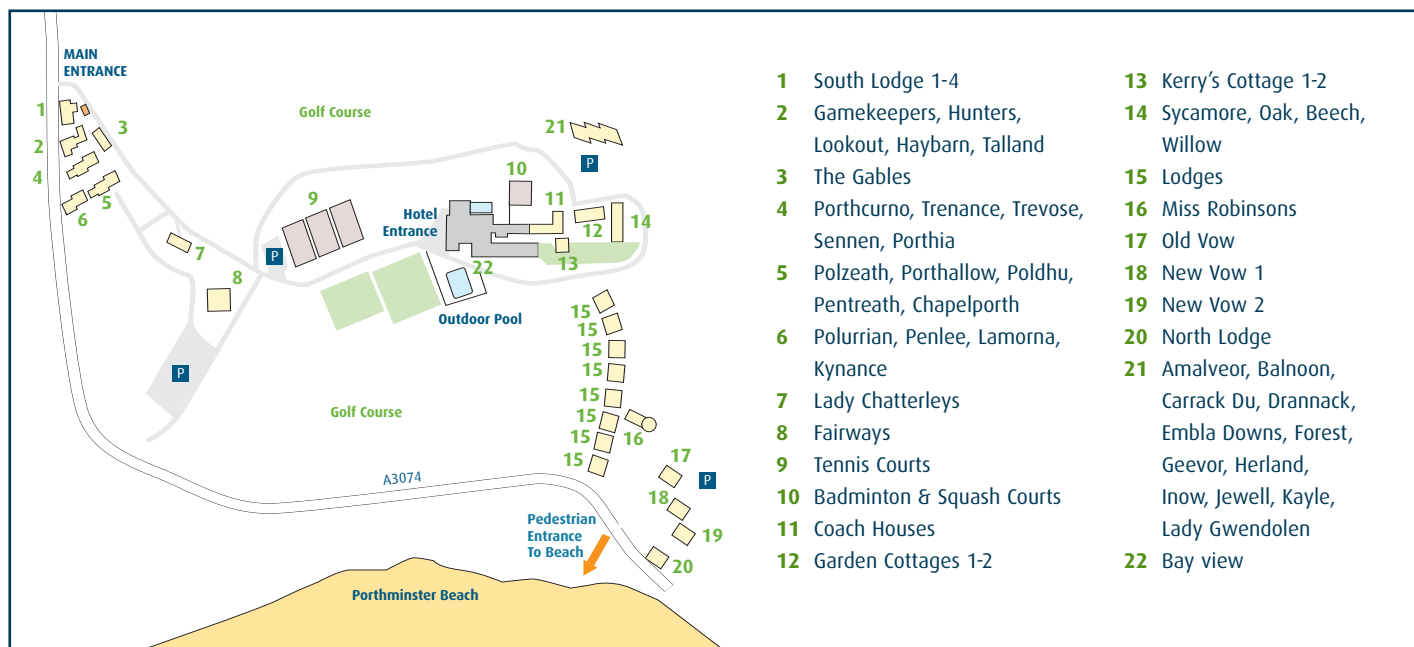 MAIN
ENTRANCE
1
2
3
4
5
6
7
8
9
10
11
12
13
14
21
22
Golf Course
P
Hotel
Entrance
P
Outdoor Pool
P
15
15
15
15
15
15
15
15
16
Golf Course
A3074
17
P
18
19
20
Pedestrian
Entrance
To Beach
Porthminster Beach
1 South Lodge 1-4
2 Gamekeepers, Hunters,
Lookout, Haybarn, Talland
3 The Gables
4 Porthcurno, Trenance, Trevose,
Sennen, Porthia
5 Polzeath, Porthallow, Poldhu,
Pentreath, Chapelporth
6 Polurrian, Penlee, Lamorna,
Kynance
7 Lady Chatterleys
8 Fairways
9 Tennis Courts
10 Badminton & Squash Courts
11 Coach Houses
12 Garden Cottages 1-2
13 Kerry's Cottage 1-2
14 Sycamore, Oak, Beech,
Willow
15 Lodges
16 Miss Robinsons
17 Old Vow
18 New Vow 1
19 New Vow 2
20 North Lodge
21 Amalveor, Balnoon,
Carrack Du, Drannack,
Embla Downs, Forest,
Geevor, Herland,
Inow, Jewell, Kayle,
Lady Gwendolen
22 Bay view